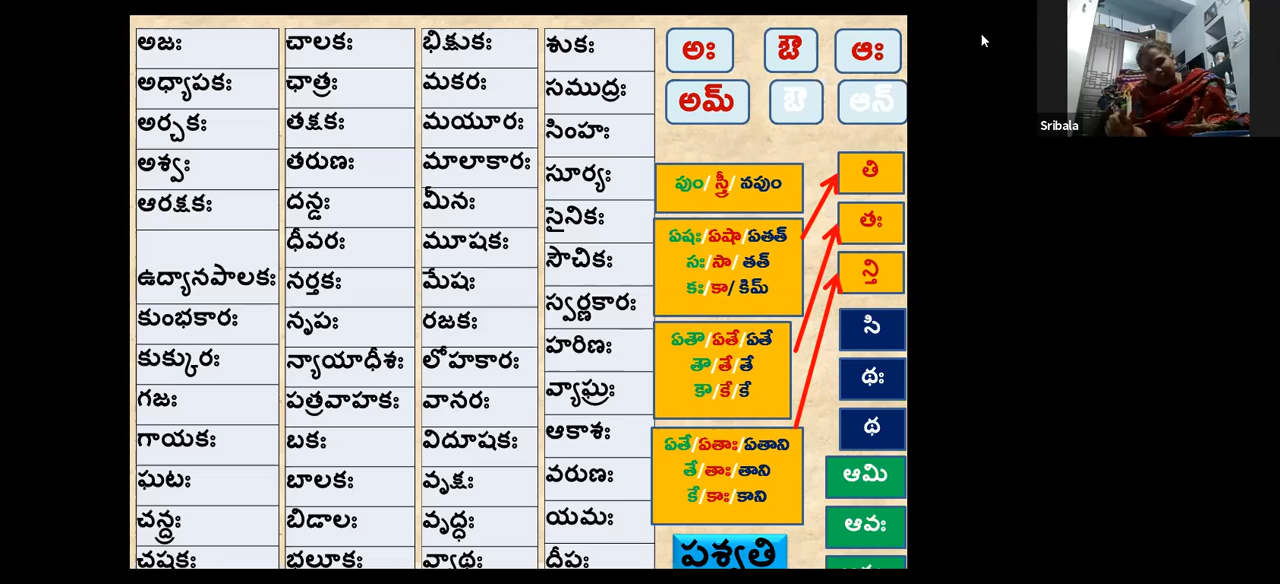 అజః
అధ్యాపకః
అర్చకః
అశ్వః
ఆరక్షకః
ఉద్యానపాలకః
కుంభకారః
కుక్కురః
గజః
గాయకః
ఘటః
చన్ద్రః
చషకః
చాలకః
ఛాత్రః
తక్షకః
తరుణః
దన్డః
ధీవరః
నర్తకః
నృపః
న్యాయాధీశః
పత్రవాహకః
బకః
బాలకః
బిడాలః
భల్లూకః
భిక్షుకః
మకరః
మయూరః
మాలాకారః
మీనః
మూషకః
మేషః
రజకః
లోహకారః
వానరః
విదూషకః
వృక్షః
వృద్ధః
వ్యాధః
శుకః
సముద్రః
సింహః
సూర్యః
సైనికః
సౌచికః
స్వర్ణకారః
హరిణః
వ్యాఘ్రః
ఆకాశః
వరుణః
యమః
దీపః
అః ఔ ఆః
అమ్ ఔ ఆన్
పుం/ స్త్రీ/ నపుం
ఏషః/ఏషా/ఏతత్
సః/సా/ తత్
కః/కా/ కిమ్
ఏతౌ/ఏతే/ఏతే
తౌ/తే/తే
కౌ/కే/కే
ఏతే/ఏతాః/ఏతాని
తే/తాః/తాని
కే/కాః/కాని
పశ్యతి
తి
తః
న్తి
సి
థః
థ
ఆమి
ఆవః
Sribala